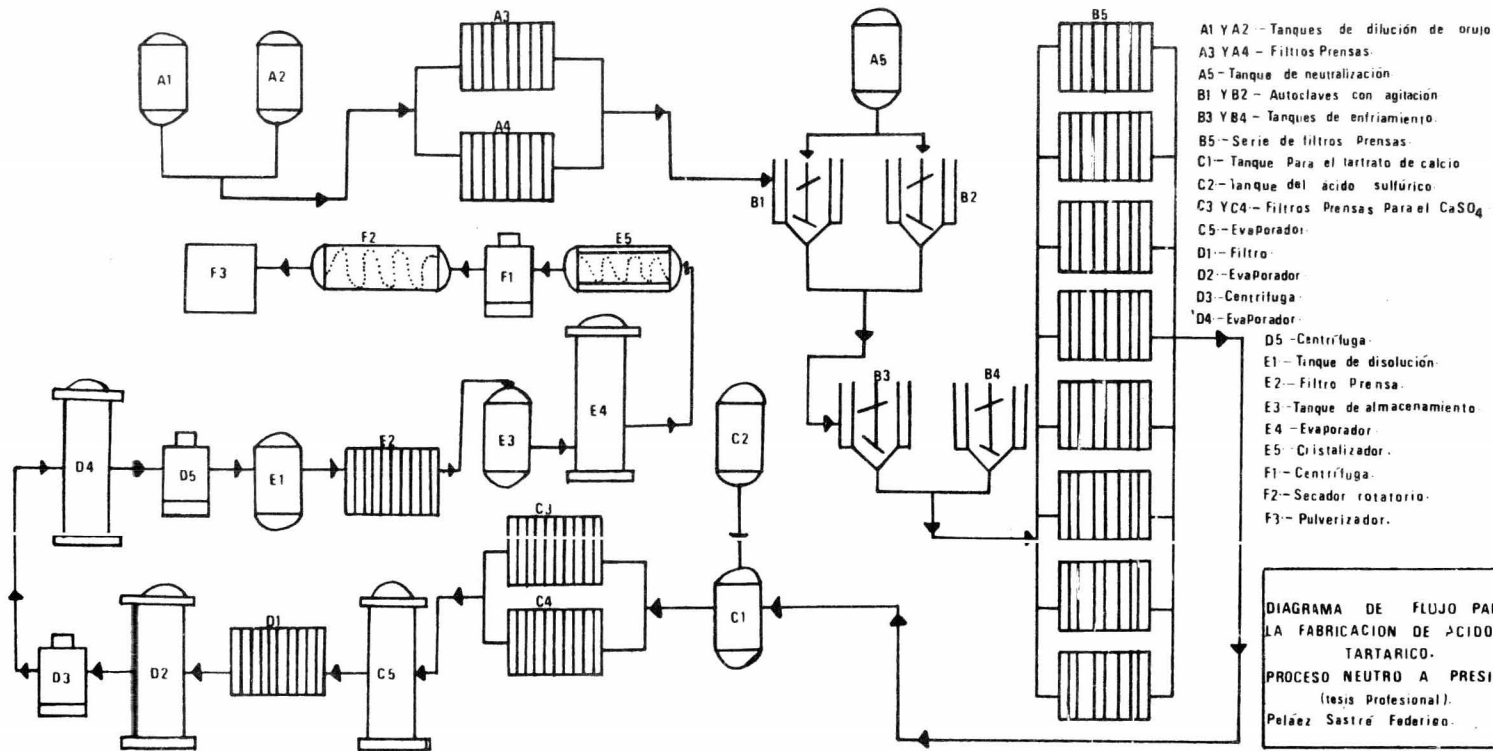 A1
A2
A3
A4
A5
B1
B2
B5
F3
F2
F1
E5
B3
B4
D4
D5
E1
E2
E3
E4
C2
C3
C4
C1
D3
D2
D1
C5
A1 Y A2 -- Tanques de dilución de orujo
A3 Y A4 -- Filtros Prensas.
A5 -- Tanque de neutralización
B1 Y B2 -- Autoclaves con agitación
B3 Y B4 -- Tanques de enfriamiento.
B5 -- Serie de filtros Prensas.
C1 -- Tanque Para el tartrato de calcio
C2 -- Tanque del ácido sulfúrico.
C3 Y C4 -- Filtros Prensas Para el CaSO4
C5 -- Evaporador.
D1 -- Filtro.
D2 -- Evaporador
D3 -- Centrifuga.
D4 -- Evaporador.
D5 -- Centrífuga.
E1 -- Tinque de disolución.
E2 -- Filtro Prensa.
E3 -- Tanque de almacenamiento.
E4 -- Evaporador.
E5 -- Cristalizador.
F1 -- Centrífuga.
F2 -- Secador rotatorio.
F3 -- Pulverizador.
DIAGRAMA DE FLUJO
LA FABRICACION DE ACIDO
TARTARICO.
PROCESO NEUTRO A
(tesis Profesional).
Peláez Sastré Federico.